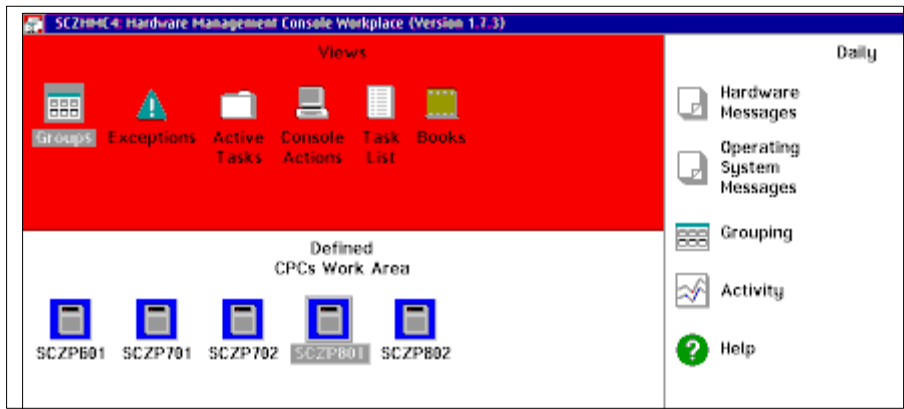 SCZHMC4: Hardware Management Console Workplace (Version 1.7.3)
Views
Groups Exceptions Active Tasks Console Actions Task List Books
Defined
CPCs Work Area
SCZP601 SCZP701 SCZP702 SCZP801 SCZP802
Daily
Hardware
Messages
Operating
System
Messages
Grouping
Activity
Help